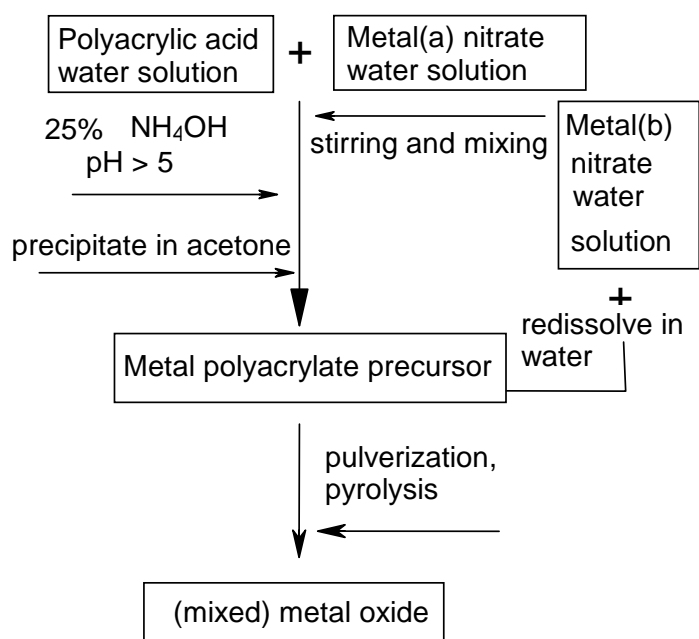 Polyacrylic acid
water solution
+
Metal(a) nitrate
water solution
25% NH₄OH
pH > 5
stirring and mixing
Metal(b)
nitrate
water
solution
precipitate in acetone
+
redissolve in
water
Metal polyacrylate precursor
pulverization,
pyrolysis
(mixed) metal oxide